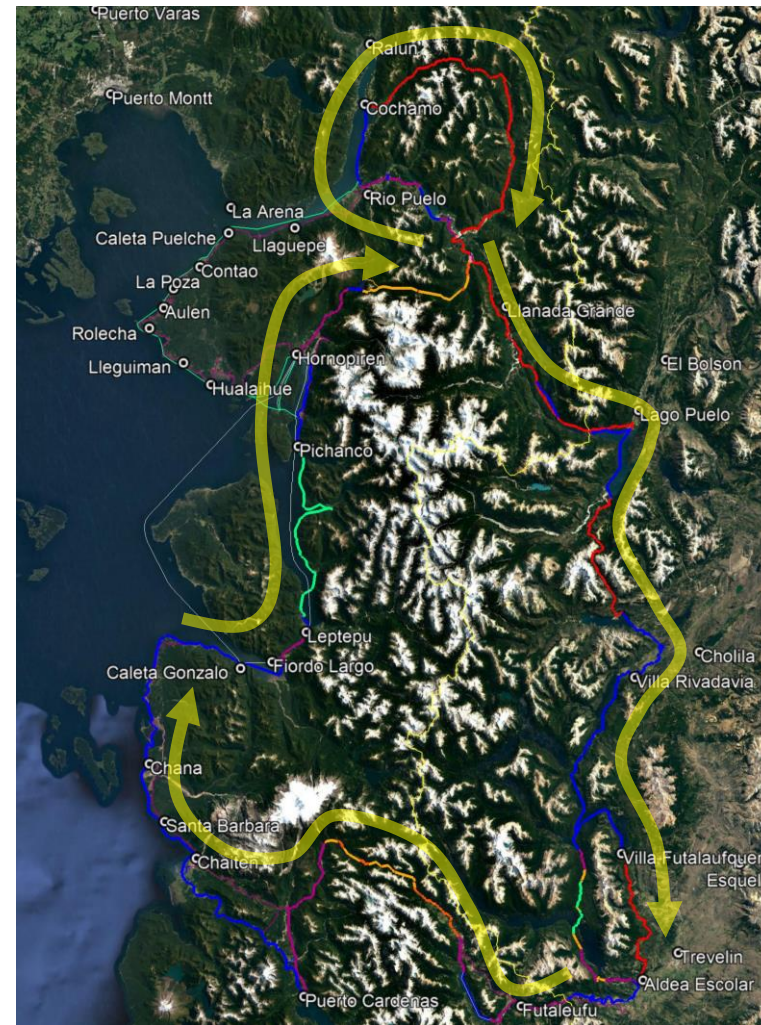 Puerto Varas
Ralun
Puerto Montt
Cochamo
Rio Puelo
La Arena
Caleta Puelche
Llaguepe
Contao
La Poza
Aulen
Llanada Grande
Rolecha
Hornopiren
Lleguiman
El Bolson
Hualaihue
Lago Puelo
Pichanco
Leptepu
Cholila
Caleta Gonzalo
Fiordo Largo
Villa Rivadavia
Chana
Santa Barbara
Chaiten
Villa Futalaufquer
Esquel
Trevelin
Aldea Escolar
Puerto Cardenas
Futaleufu